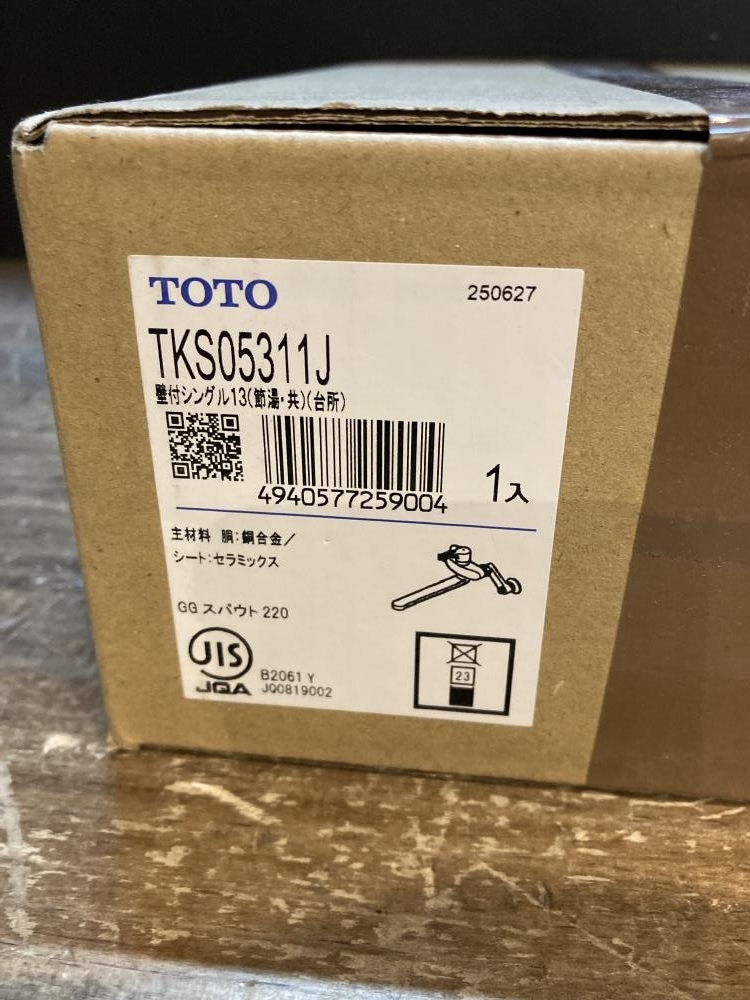 TOTO
250627
TKS05311J
壁付シングル13(節湯・共)(台所)
4940577259004
1入
主材料 胴:銅合金/
シート:セラミックス
GG スパウト 220
JIS
JQA
B2061 Y
JQ0819002
23